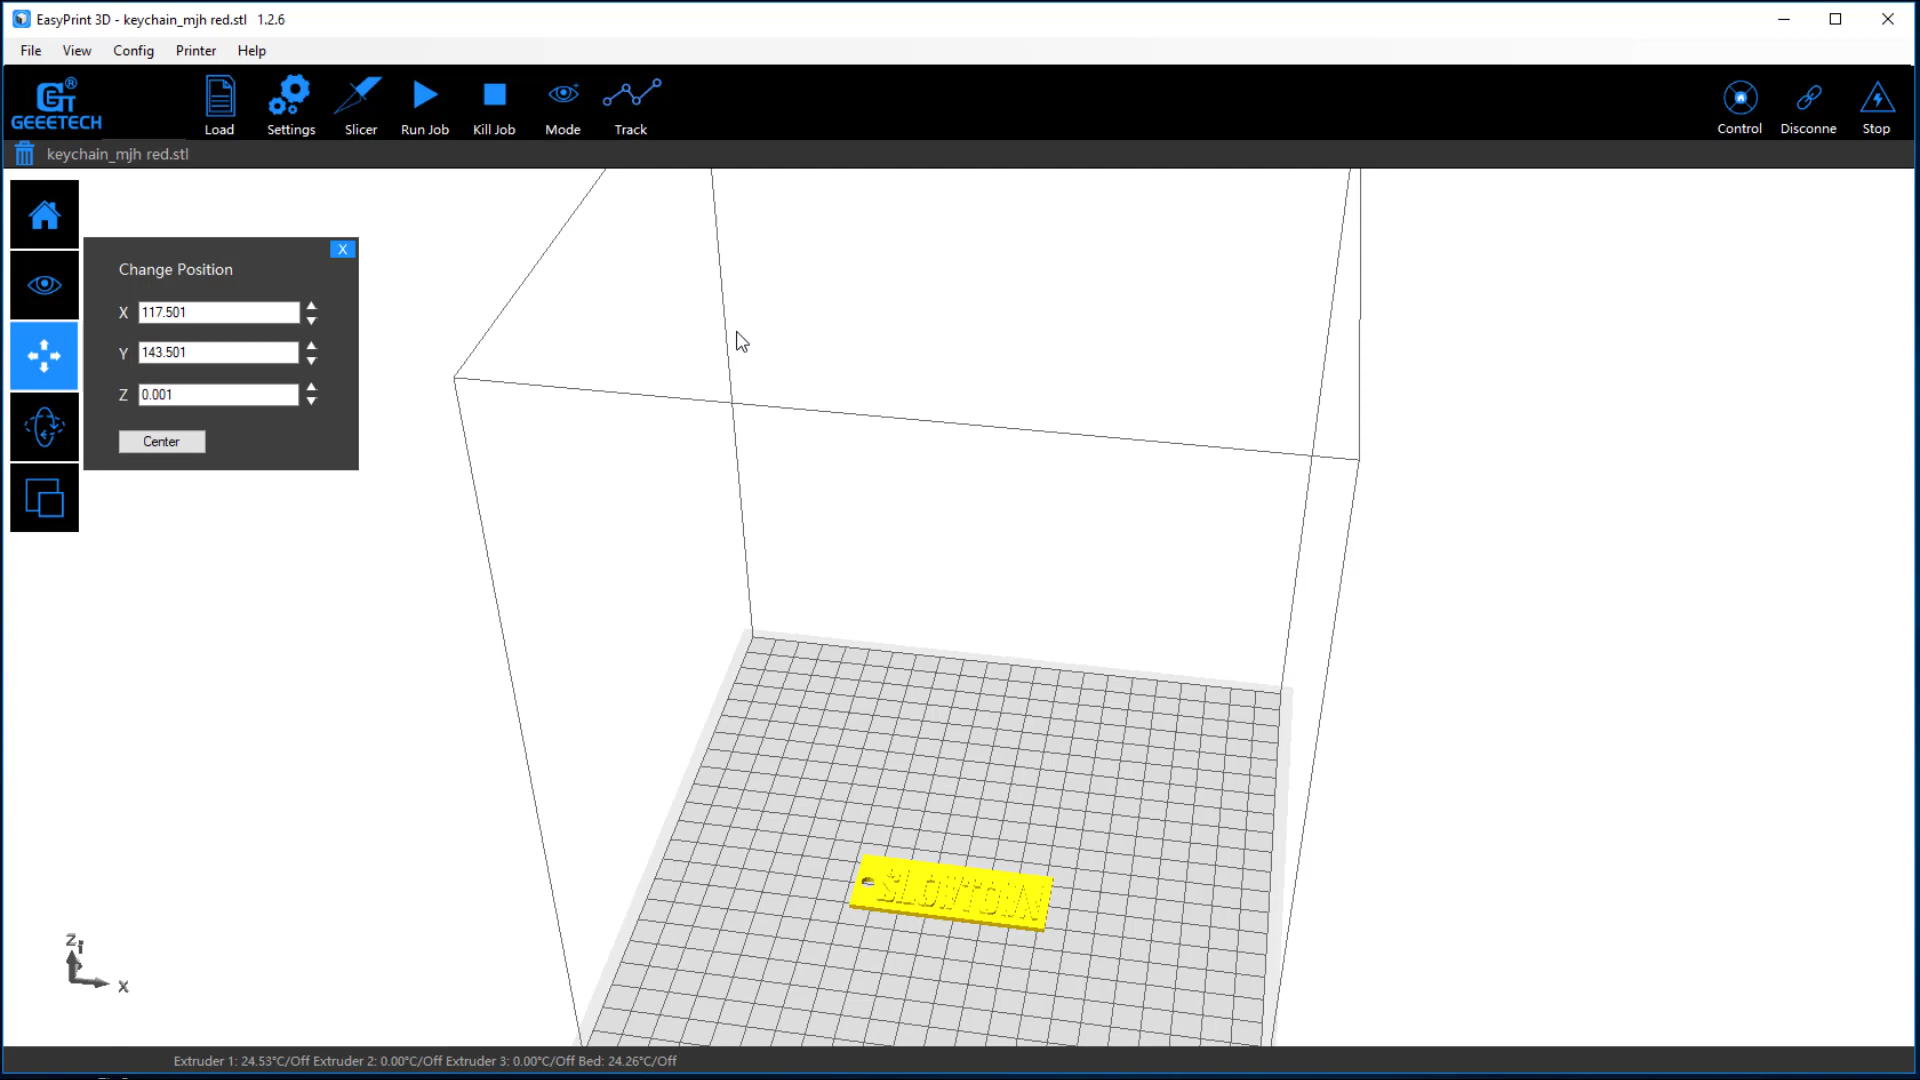 EasyPrint 3D - keychain_mjh red.stl 1.2.6
File View Config Printer Help
GEEETECH
Load Settings Slicer Run Job Kill Job Mode Track Control Disconne Stop
keychain_mjh red.stl
X
Change Position
X 117.501
Y 143.501
Z 0.001
Center
Z
X
Extruder 1: 24.53°C/Off Extruder 2: 0.00°C/Off Extruder 3: 0.00°C/Off Bed: 24.26°C/Off